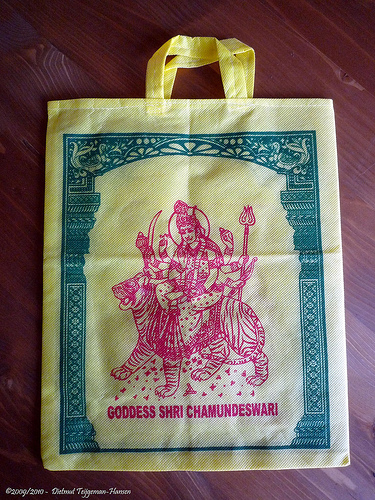 GODDESS SHRI CHAMUNDESWARI
©2009/2010 - Dietmut Teijgeman-Hansen